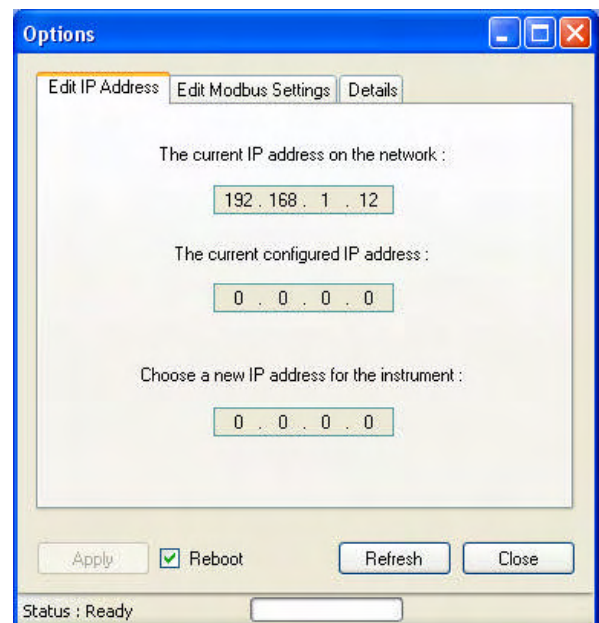 Options
Edit IP Address Edit Modbus Settings Details
The current IP address on the network :
192 . 168 . 1 . 12
The current configured IP address :
0 . 0 . 0 . 0
Choose a new IP address for the instrument :
0 . 0 . 0 . 0
Apply Reboot Refresh Close
Status : Ready